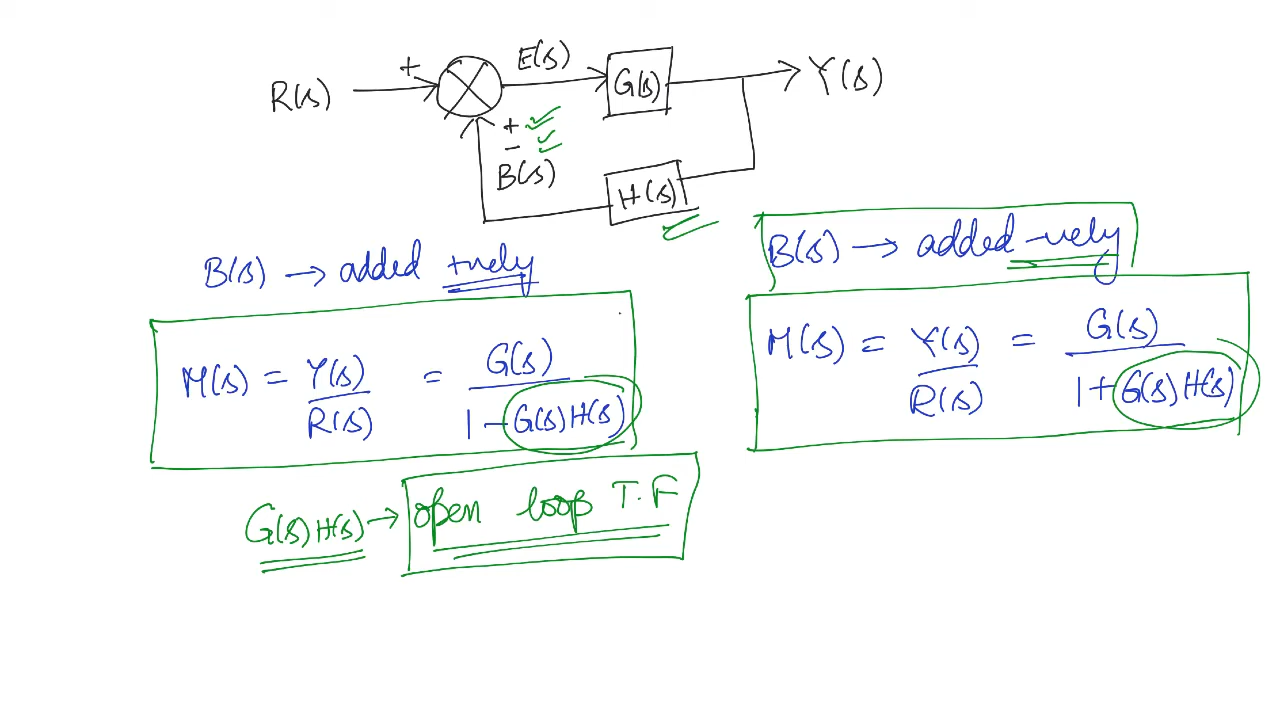 R(s) + E(s) G(s) Y(s)
+
−
B(s)
H(s)
B(s) → added +vely
M(s) = Y(s)/R(s) = G(s)/1 − G(s)H(s)
G(s)H(s) → open loop T.F
B(s) → added −vely
M(s) = Y(s)/R(s) = G(s)/1 + G(s)H(s)